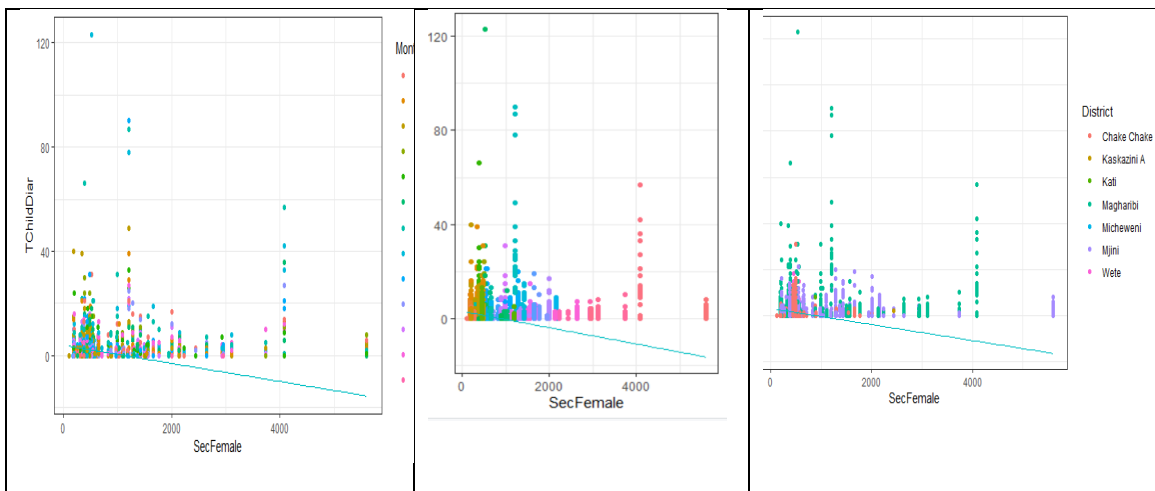 TChildDiar
120
80
40
0
0
2000
4000
SecFemale
Mont
120
80
40
0
0
2000
4000
SecFemale
0
2000
4000
SecFemale
District
Chake Chake
Kaskazini A
Kati
Magharibi
Micheweni
Mjini
Wete